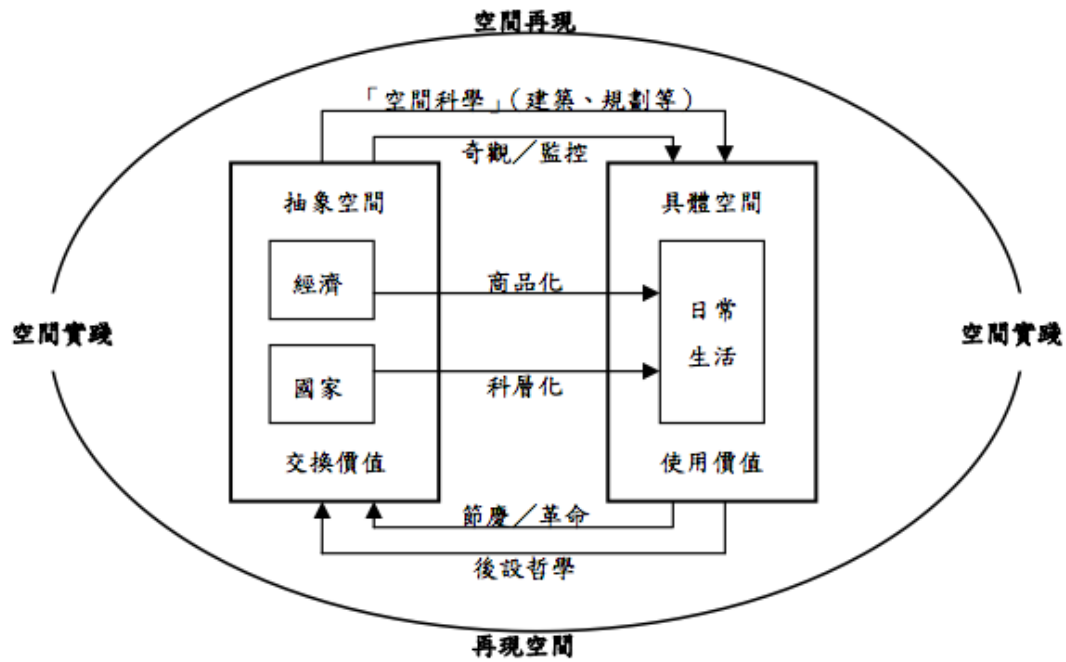 空間再現
「空間科學」(建築、規劃等)
奇觀／監控
抽象空間
具體空間
經濟
商品化
日常
生活
空間實踐
空間實踐
國家
科層化
交換價值
使用價值
節慶／革命
後設哲學
再現空間